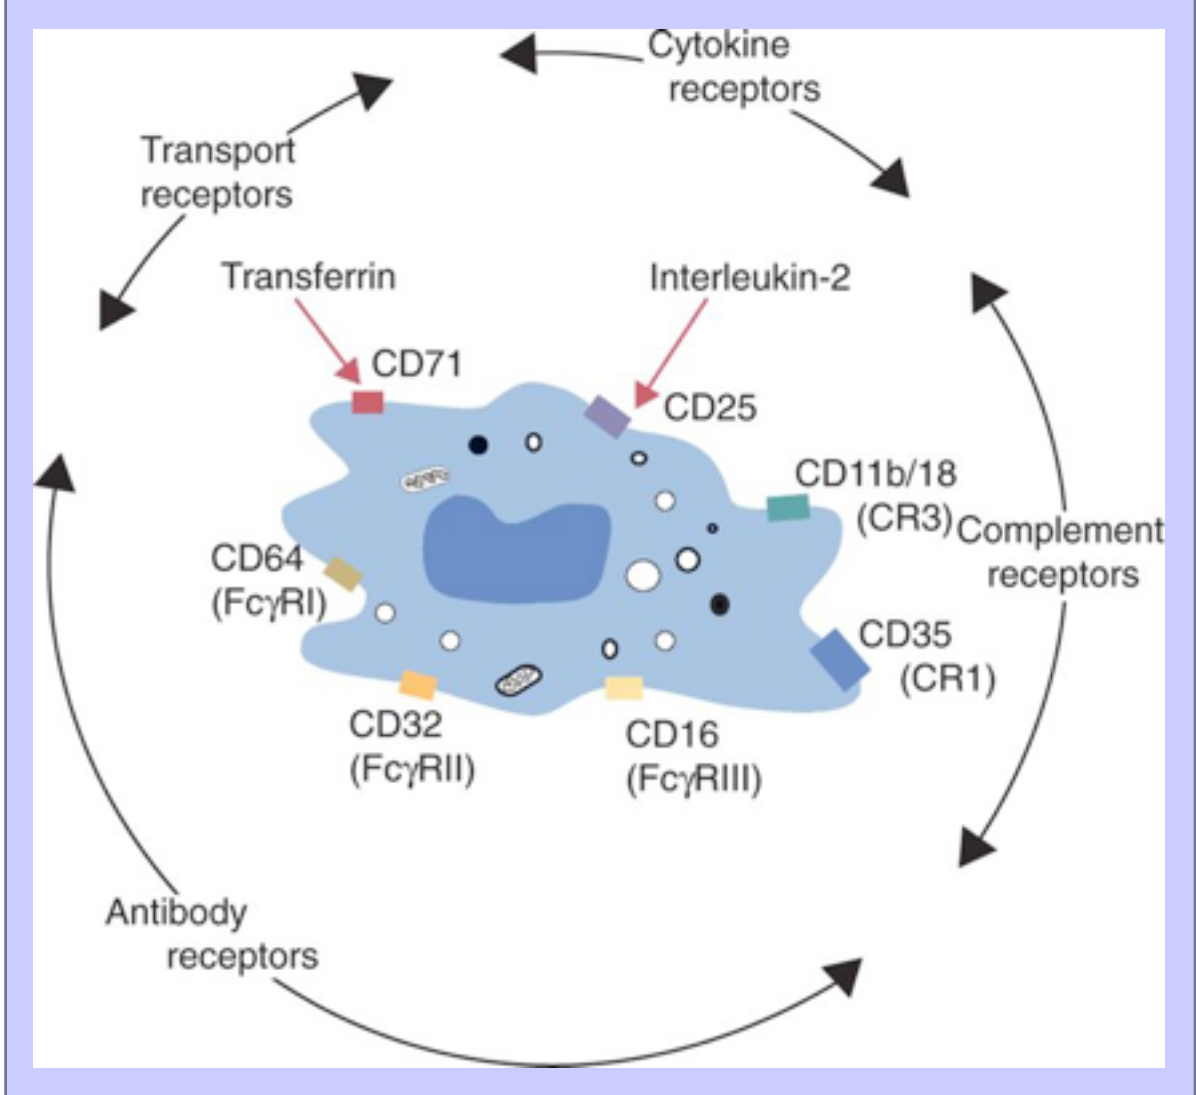 Cytokine
receptors
Transport
receptors
Transferrin
Interleukin-2
CD71
CD25
CD11b/18
(CR3)
Complement
receptors
CD64
(FcγRI)
CD35
(CR1)
CD32
(FcγRII)
CD16
(FcγRIII)
Antibody
receptors